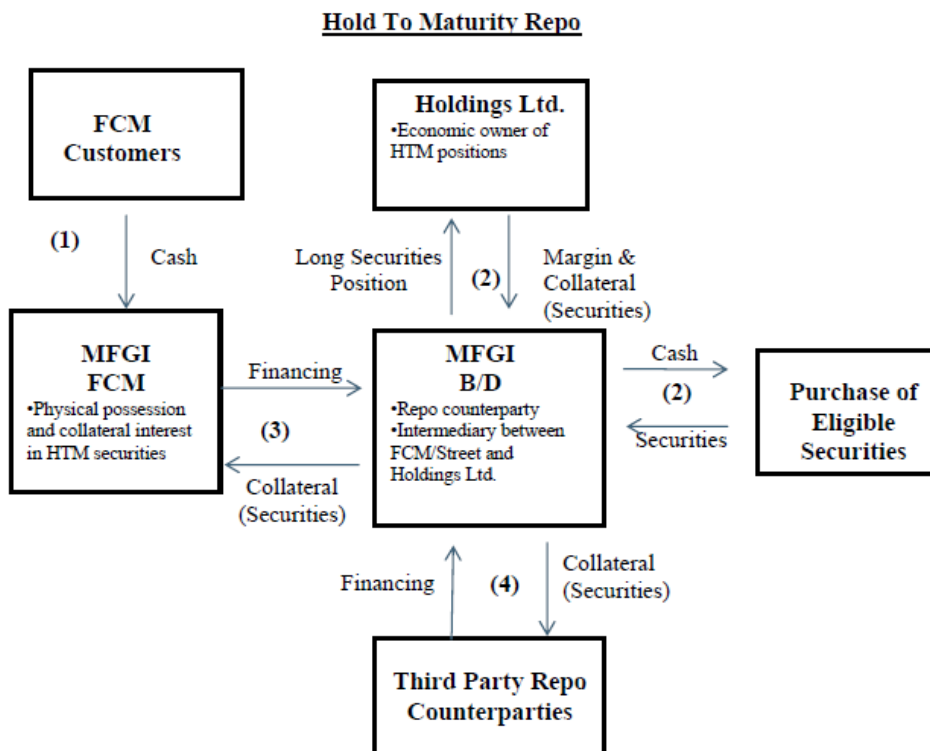 Hold To Maturity Repo
FCM
Customers
Holdings Ltd.
•Economic owner of
HTM positions
(1)
Cash
Long Securities
Position
(2)
Margin &
Collateral
(Securities)
MFGI
FCM
•Physical possession
and collateral interest
in HTM securities
Financing
(3)
Collateral
(Securities)
MFGI
B/D
•Repo counterparty
•Intermediary between
FCM/Street and
Holdings Ltd.
Cash
(2)
Securities
Purchase of
Eligible
Securities
Financing
(4)
Collateral
(Securities)
Third Party Repo
Counterparties